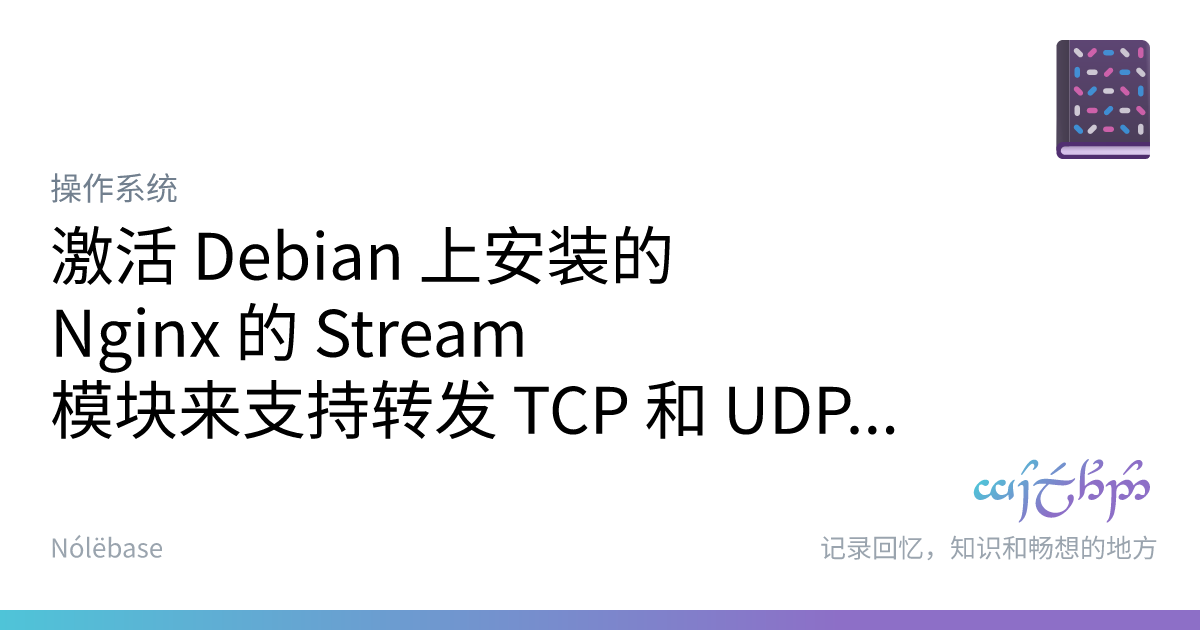 操作系统
激活 Debian 上安装的
Nginx 的 Stream
模块来支持转发 TCP 和 UDP...
Nólëbase
记录回忆，知识和畅想的地方